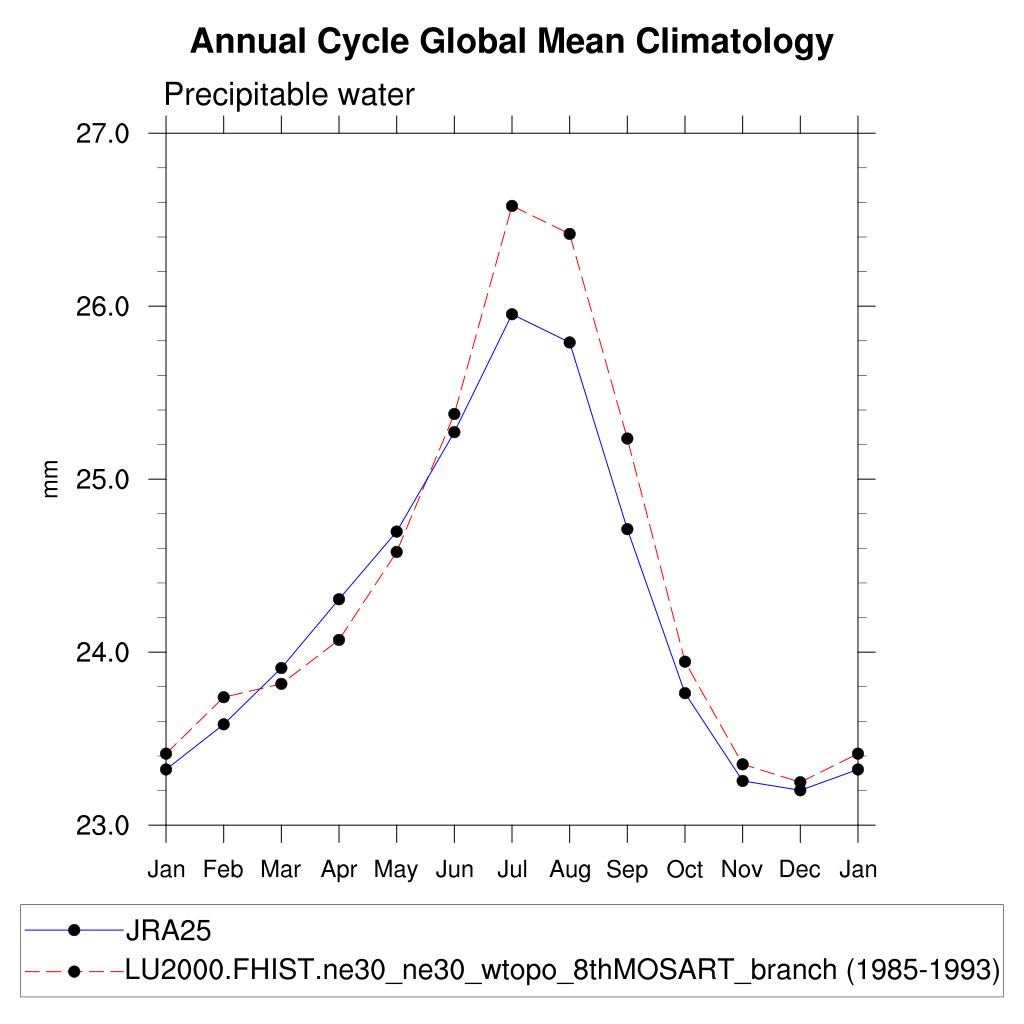 Annual Cycle Global Mean Climatology
Precipitable water
27.0
26.0
25.0
24.0
23.0
mm
Jan Feb Mar Apr May Jun Jul Aug Sep Oct Nov Dec Jan
JRA25
LU2000.FHIST.ne30_ne30_wtopo_8thMOSART_branch (1985-1993)